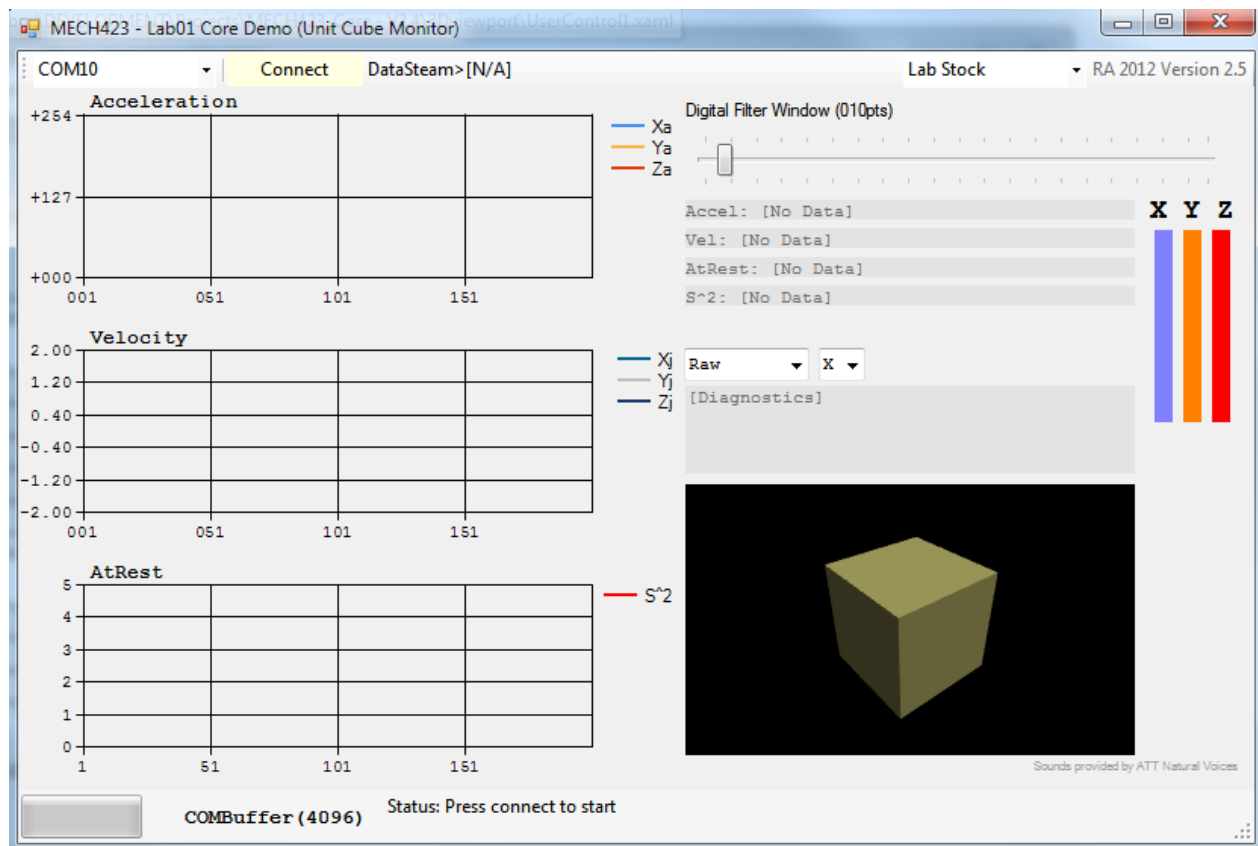 MECH423 - Lab01 Core Demo (Unit Cube Monitor)
COM10 Connect DataSteam>[N/A] Lab Stock RA 2012 Version 2.5
Acceleration
+254
+127
+000
001 051 101 151
Xa
Ya
Za
Velocity
2.00
1.20
0.40
-0.40
-1.20
-2.00
001 051 101 151
Xj
Yj
Zj
AtRest
5
4
3
2
1
0
1 51 101 151
S^2
Digital Filter Window (010pts)
Accel: [No Data]
Vel: [No Data]
AtRest: [No Data]
S^2: [No Data]
X Y Z
Raw X
[Diagnostics]
Sounds provided by ATT Natural Voices
COMBuffer(4096) Status: Press connect to start